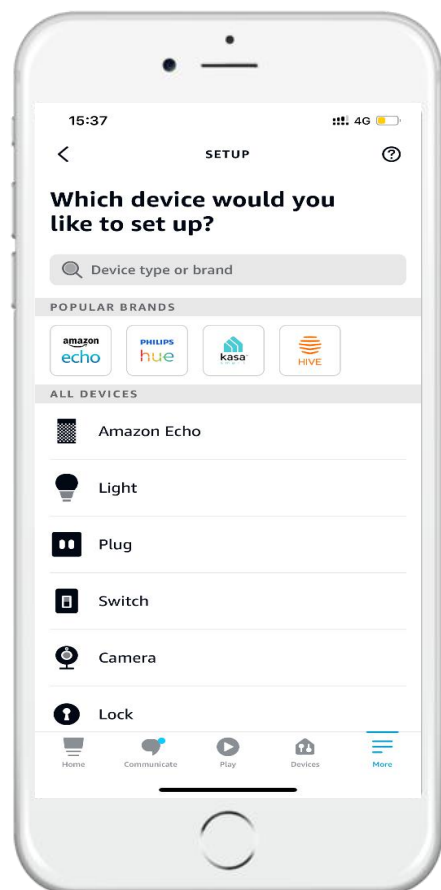 15:37
4G
SETUP
Which device would you
like to set up?
Device type or brand
POPULAR BRANDS
amazon
echo
PHILIPS
hue
kasa
HIVE
ALL DEVICES
Amazon Echo
Light
Plug
Switch
Camera
Lock
Home
Communicate
Play
Devices
More